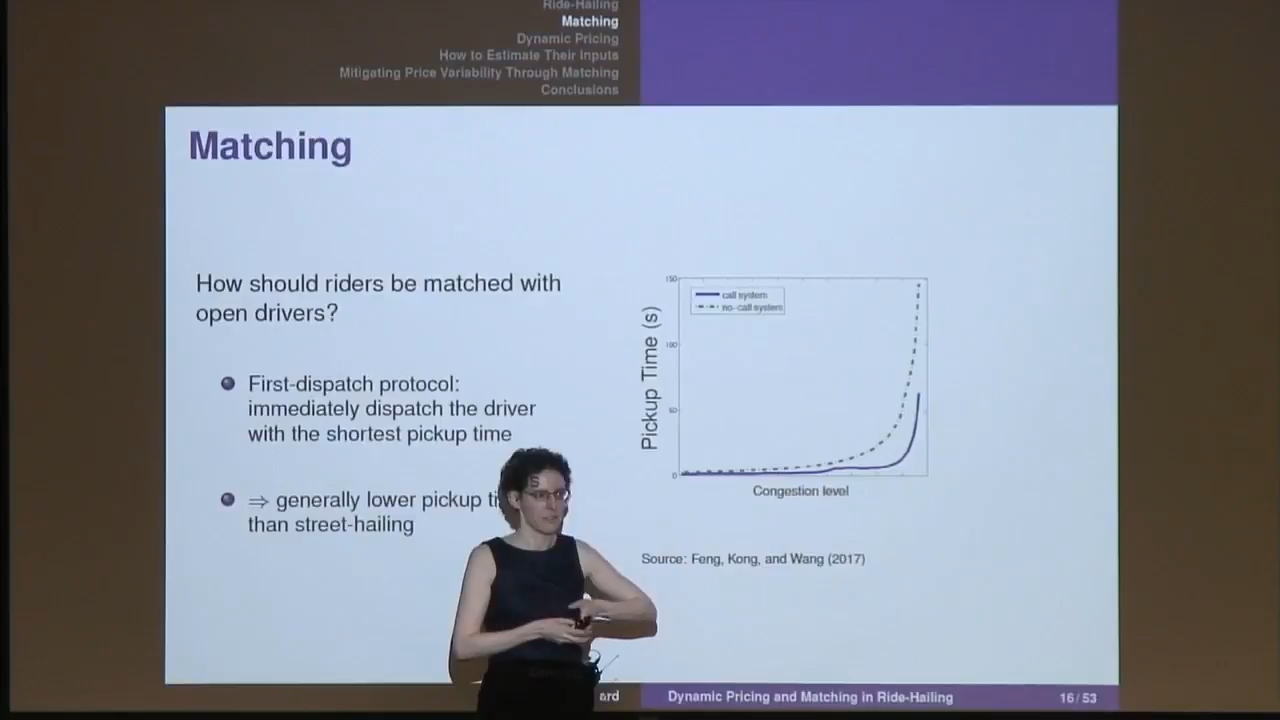 Ride-Hailing
Matching
Dynamic Pricing
How to Estimate Their Inputs
Mitigating Price Variability Through Matching
Conclusions
Matching
How should riders be matched with
open drivers?
First-dispatch protocol:
immediately dispatch the driver
with the shortest pickup time
⇒ generally lower pickup
than street-hailing
150
100
50
0
Pickup Time (s)
call system
no-call system
Congestion level
Source: Feng, Kong, and Wang (2017)
ard
Dynamic Pricing and Matching in Ride-Hailing
16/53